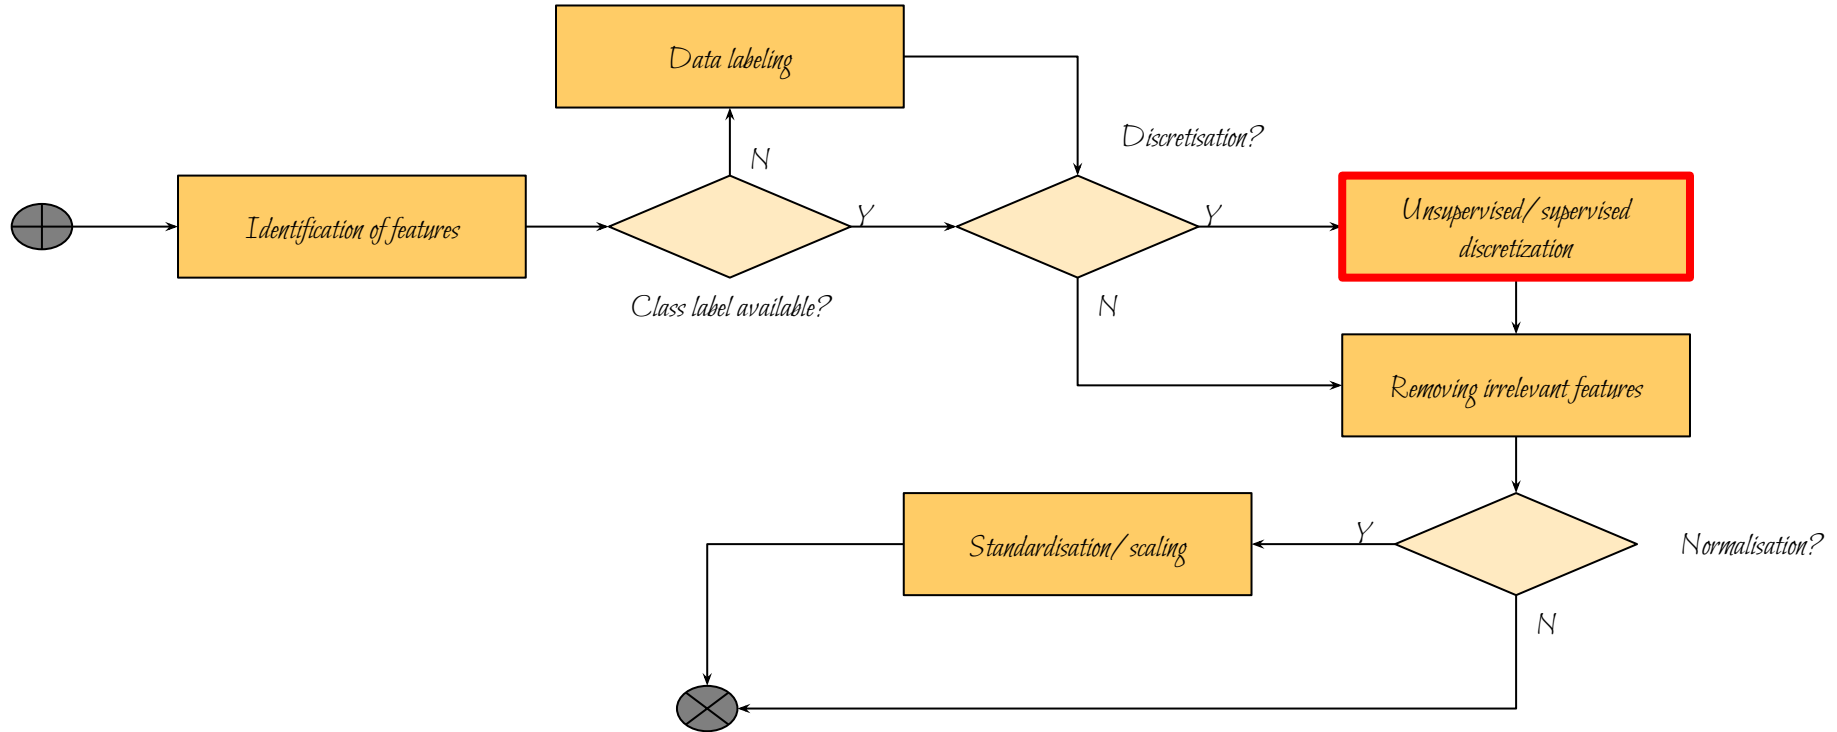 Data labeling
Discretisation?
N
Identification of features
Y
Y
Unsupervised/ supervised
discretization
Class label available?
N
Removing irrelevant features
Standardisation/ scaling
Y
Normalisation?
N